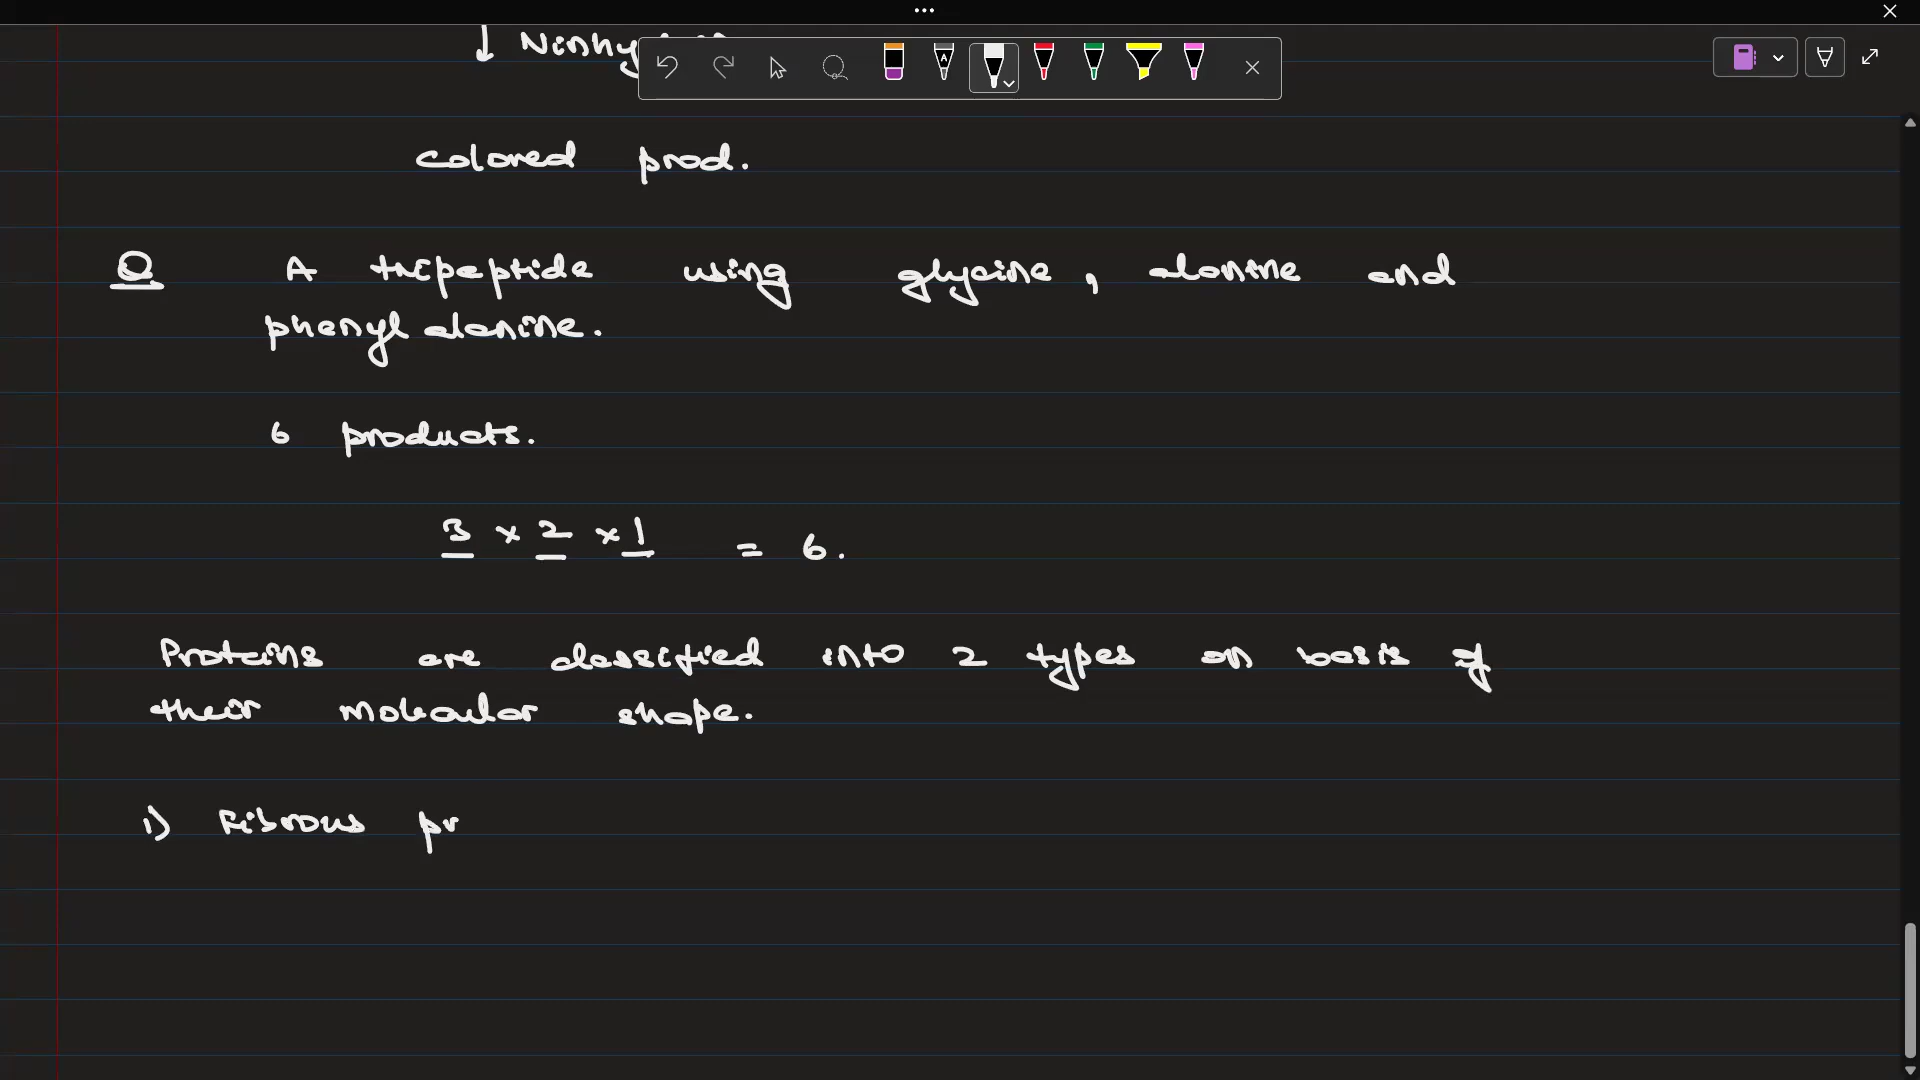 ↓ Ninhy
colored prod.
Q A tripeptide using glycine, alanine and
phenyl alanine.
6 products.
3 × 2 × 1 = 6.
Proteins are classified into 2 types on basis of
their molecular shape.
1) Fibrous pr